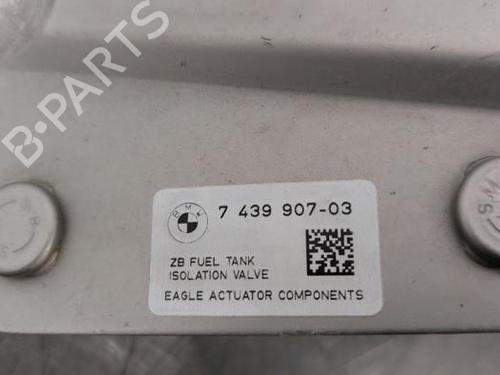 B-PARTS
BMW
7 439 907-03
ZB FUEL TANK
ISOLATION VALVE
EAGLE ACTUATOR COMPONENTS